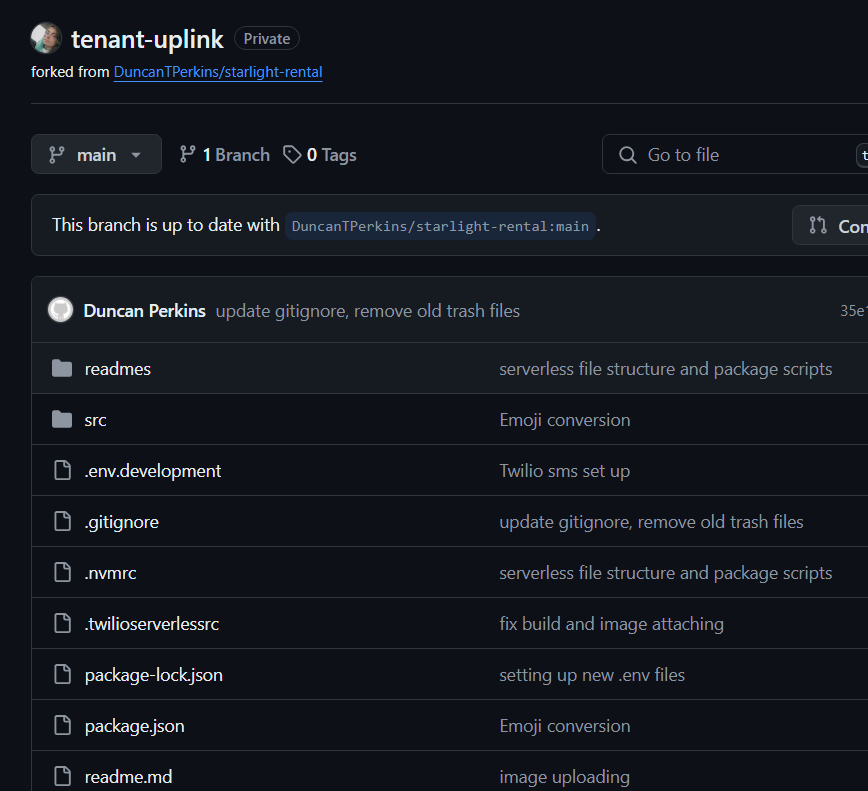 tenant-uplink Private
forked from DuncanTPerkins/starlight-rental
main 1 Branch 0 Tags Go to file t
This branch is up to date with DuncanTPerkins/starlight-rental:main .
Duncan Perkins update gitignore, remove old trash files 35e
readmes serverless file structure and package scripts
src Emoji conversion
.env.development Twilio sms set up
.gitignore update gitignore, remove old trash files
.nvmrc serverless file structure and package scripts
.twilioserverlessrc fix build and image attaching
package-lock.json setting up new .env files
package.json Emoji conversion
readme.md image uploading